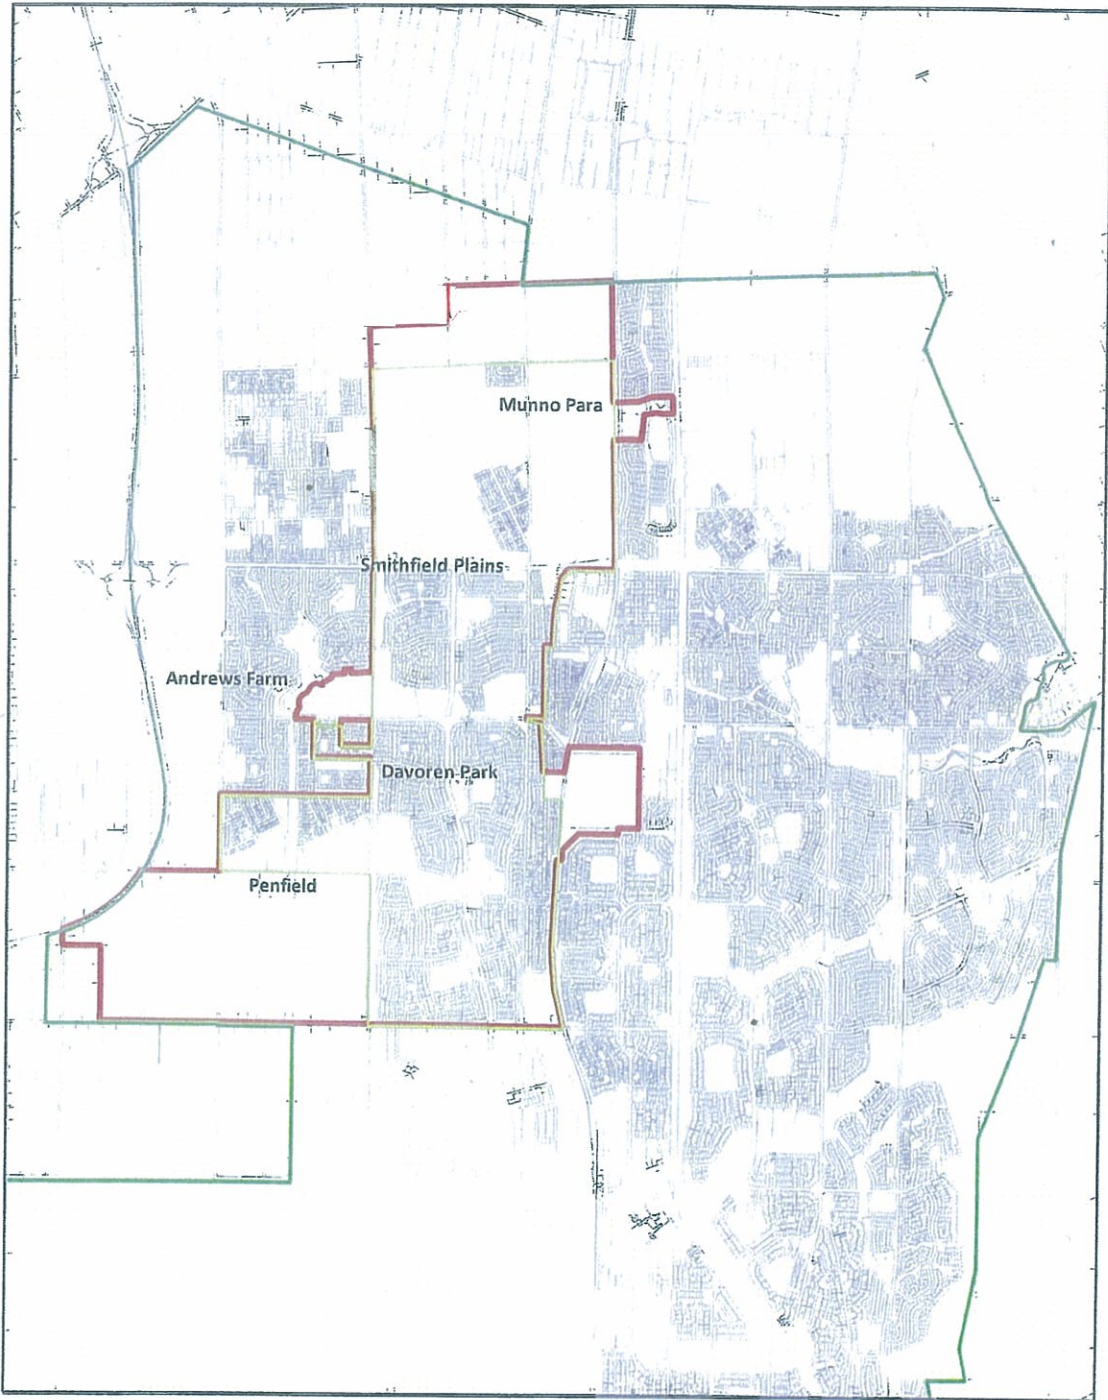 Munno Para
Smithfield Plains
Andrews Farm
Davoren Park
Penfield